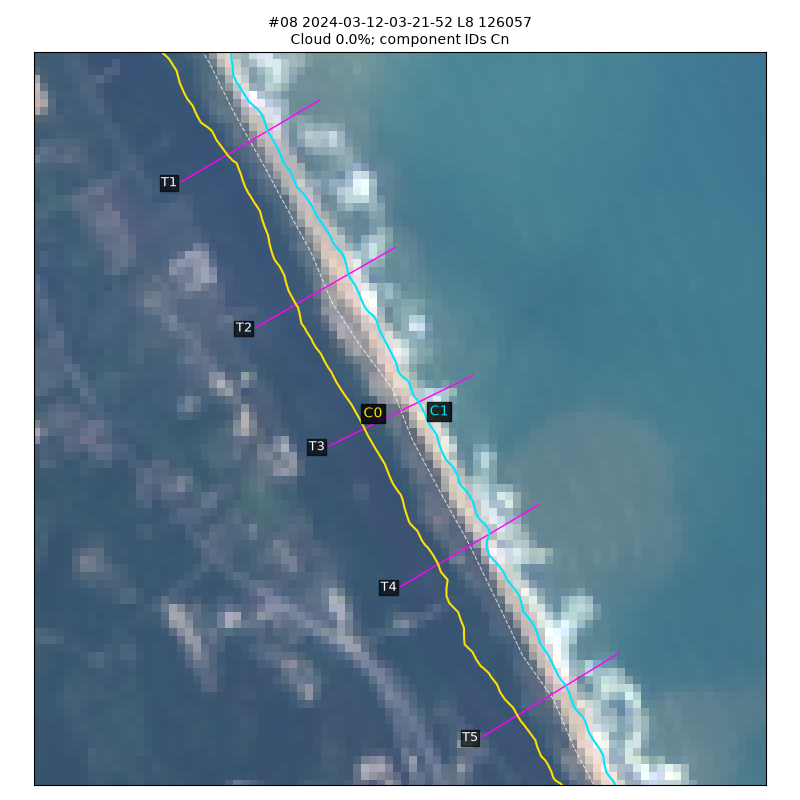 #08 2024-03-12-03-21-52 L8 126057
Cloud 0.0%; component IDs Cn
T1
T2
C0
C1
T3
T4
T5